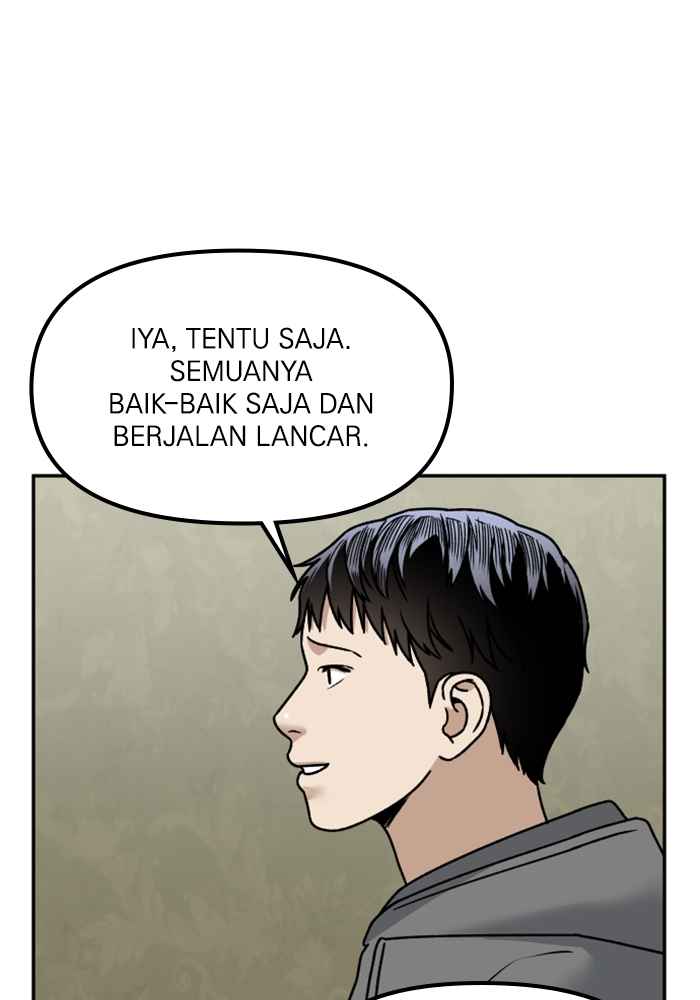 IYA, TENTU SAJA.
SEMUANYA
BAIK-BAIK SAJA DAN
BERJALAN LANCAR.